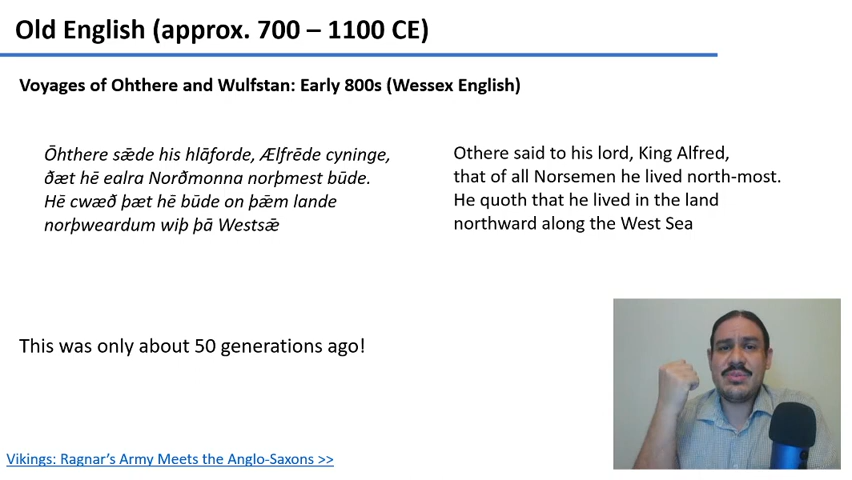 Old English (approx. 700 – 1100 CE)
Voyages of Ohthere and Wulfstan: Early 800s (Wessex English)
Ōhthere sǣde his hlāforde, Ælfrēde cyninge,
ðæt hē ealra Norðmonna norþmest būde.
Hē cwæð þæt hē būde on þǣm lande
norþweardum wiþ þā Westsǣ
Othere said to his lord, King Alfred,
that of all Norsemen he lived north-most.
He quoth that he lived in the land
northward along the West Sea
This was only about 50 generations ago!
Vikings: Ragnar’s Army Meets the Anglo-Saxons >>